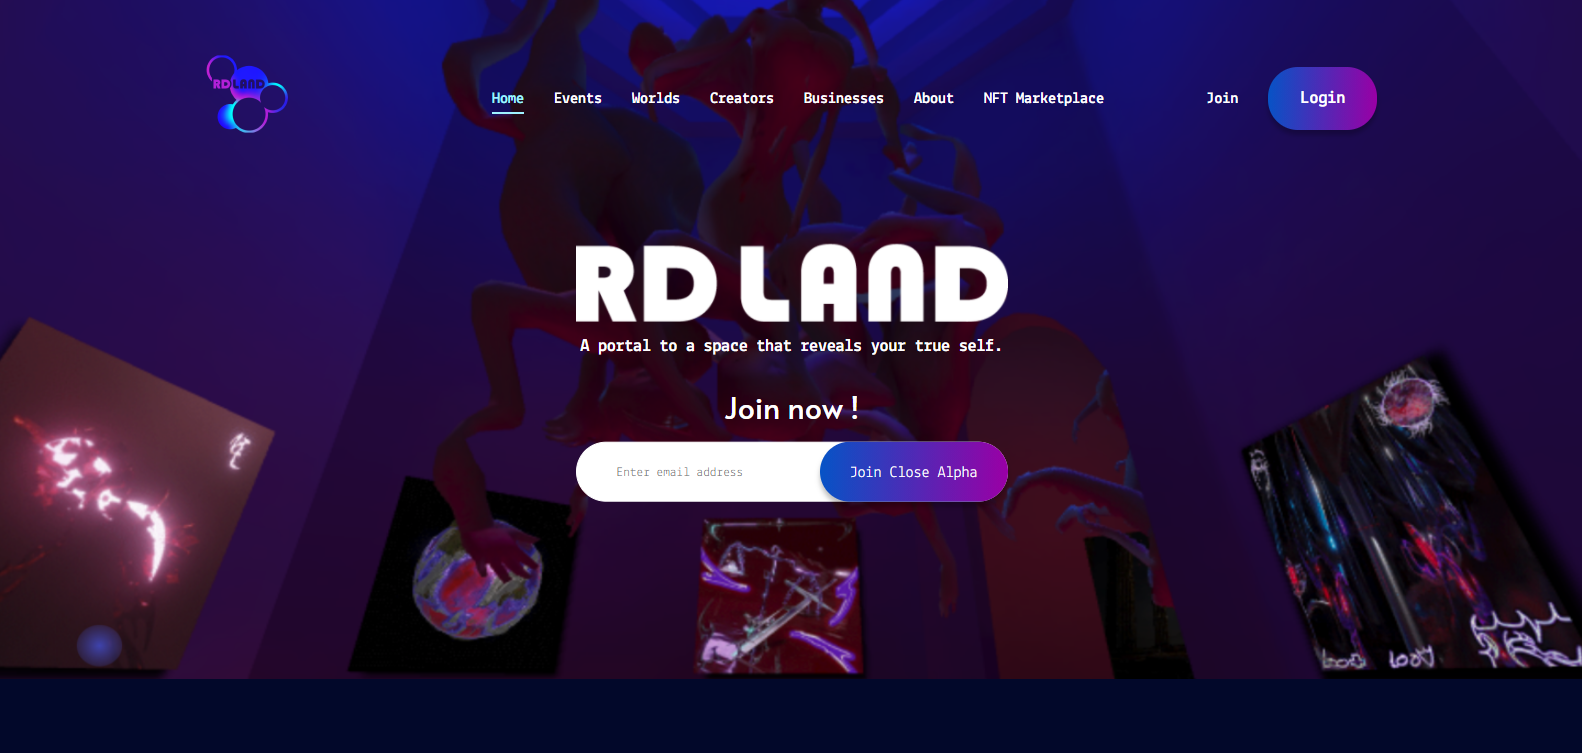 RD LAND
Home Events Worlds Creators Businesses About NFT Marketplace Join Login
RD LAND
A portal to a space that reveals your true self.
Join now !
Enter email address Join Close Alpha